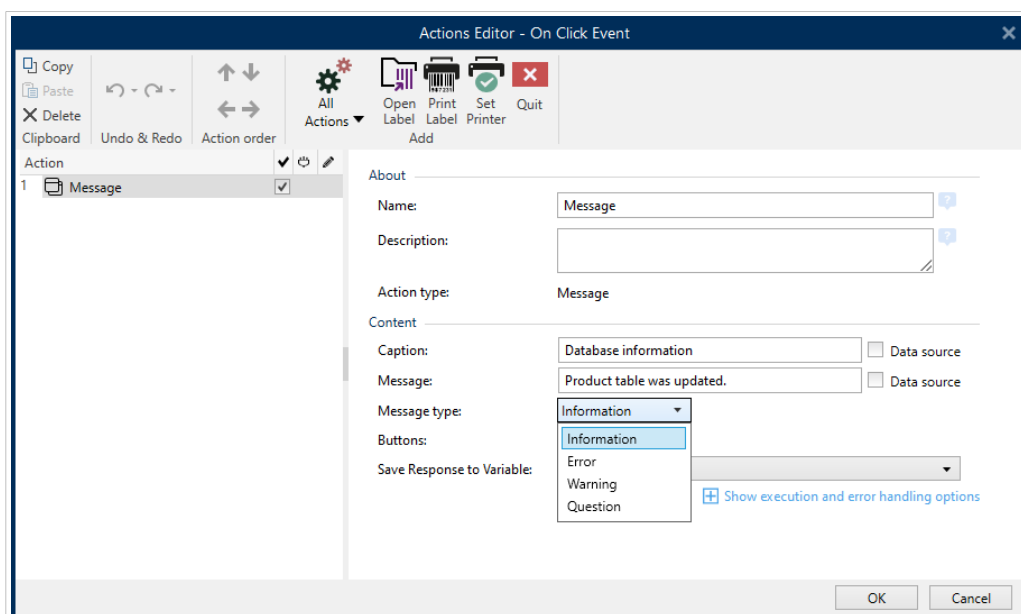 Actions Editor - On Click Event
Copy
Paste
Delete
Clipboard
Undo & Redo
Action order
All
Actions
Open
Label
Print
Label
Set
Printer
Quit
Add
Action
1 Message
About
Name: Message
Description:
Action type: Message
Content
Caption: Database information Data source
Message: Product table was updated. Data source
Message type: Information
Information
Buttons:
Error
Save Response to Variable:
Warning
Question
Show execution and error handling options
OK Cancel